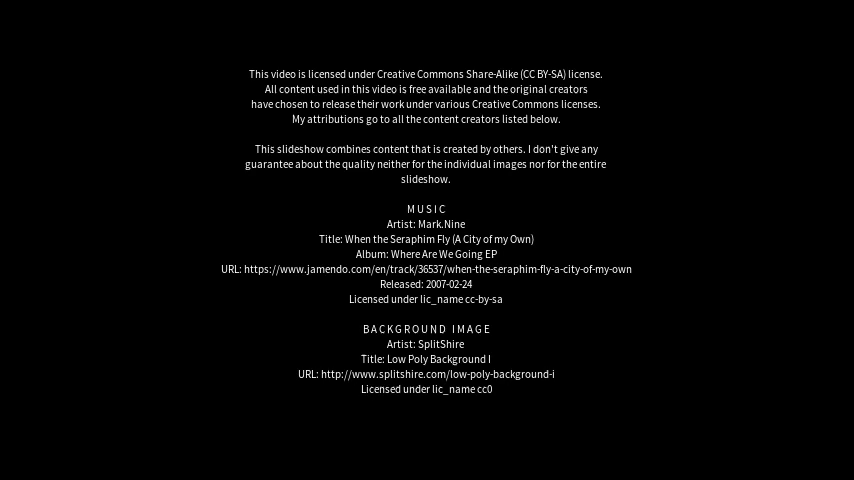 This video is licensed under Creative Commons Share-Alike (CC BY-SA) license.
All content used in this video is free available and the original creators
have chosen to release their work under various Creative Commons licenses.
My attributions go to all the content creators listed below.
This slideshow combines content that is created by others. I don't give any
guarantee about the quality neither for the individual images nor for the entire
slideshow.
MUSIC
Artist: Mark.Nine
Title: When the Seraphim Fly (A City of my Own)
Album: Where Are We Going EP
URL: https://www.jamendo.com/en/track/36537/when-the-seraphim-fly-a-city-of-my-own
Released: 2007-02-24
Licensed under lic_name cc-by-sa
BACKGROUND IMAGE
Artist: SplitShire
Title: Low Poly Background I
URL: http://www.splitshire.com/low-poly-background-i
Licensed under lic_name cc0